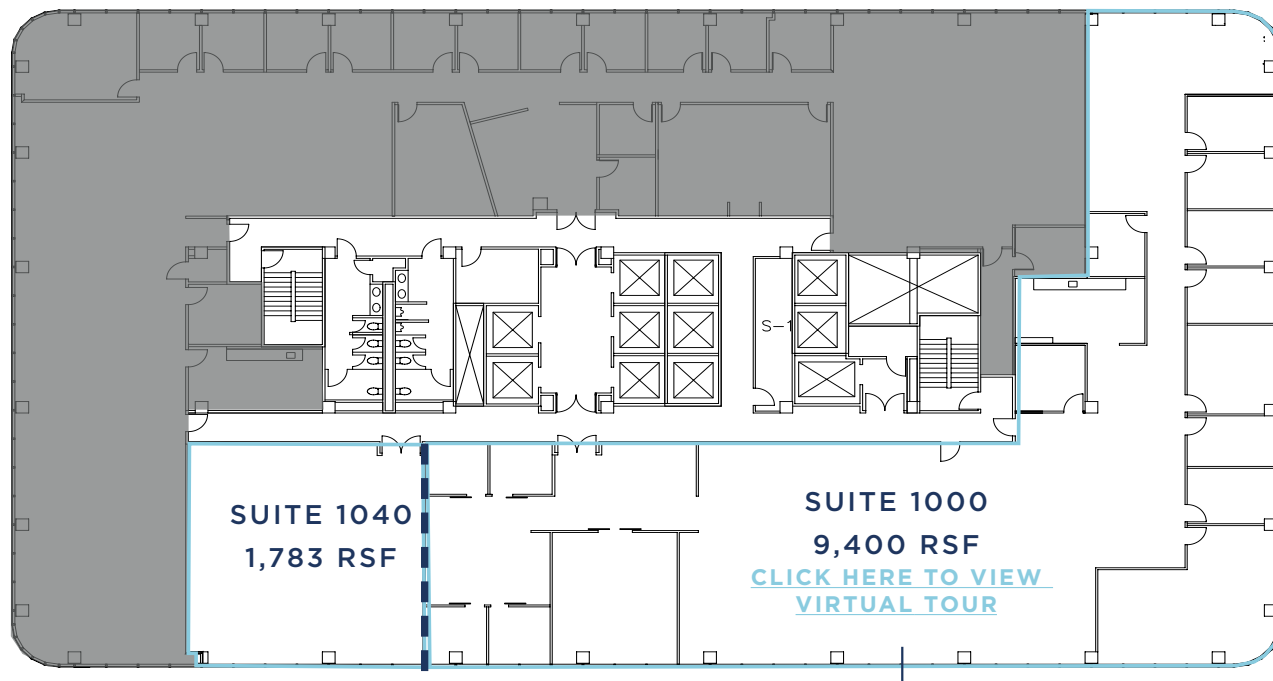 S-1
SUITE 1040
1,783 RSF
SUITE 1000
9,400 RSF
CLICK HERE TO VIEW
VIRTUAL TOUR